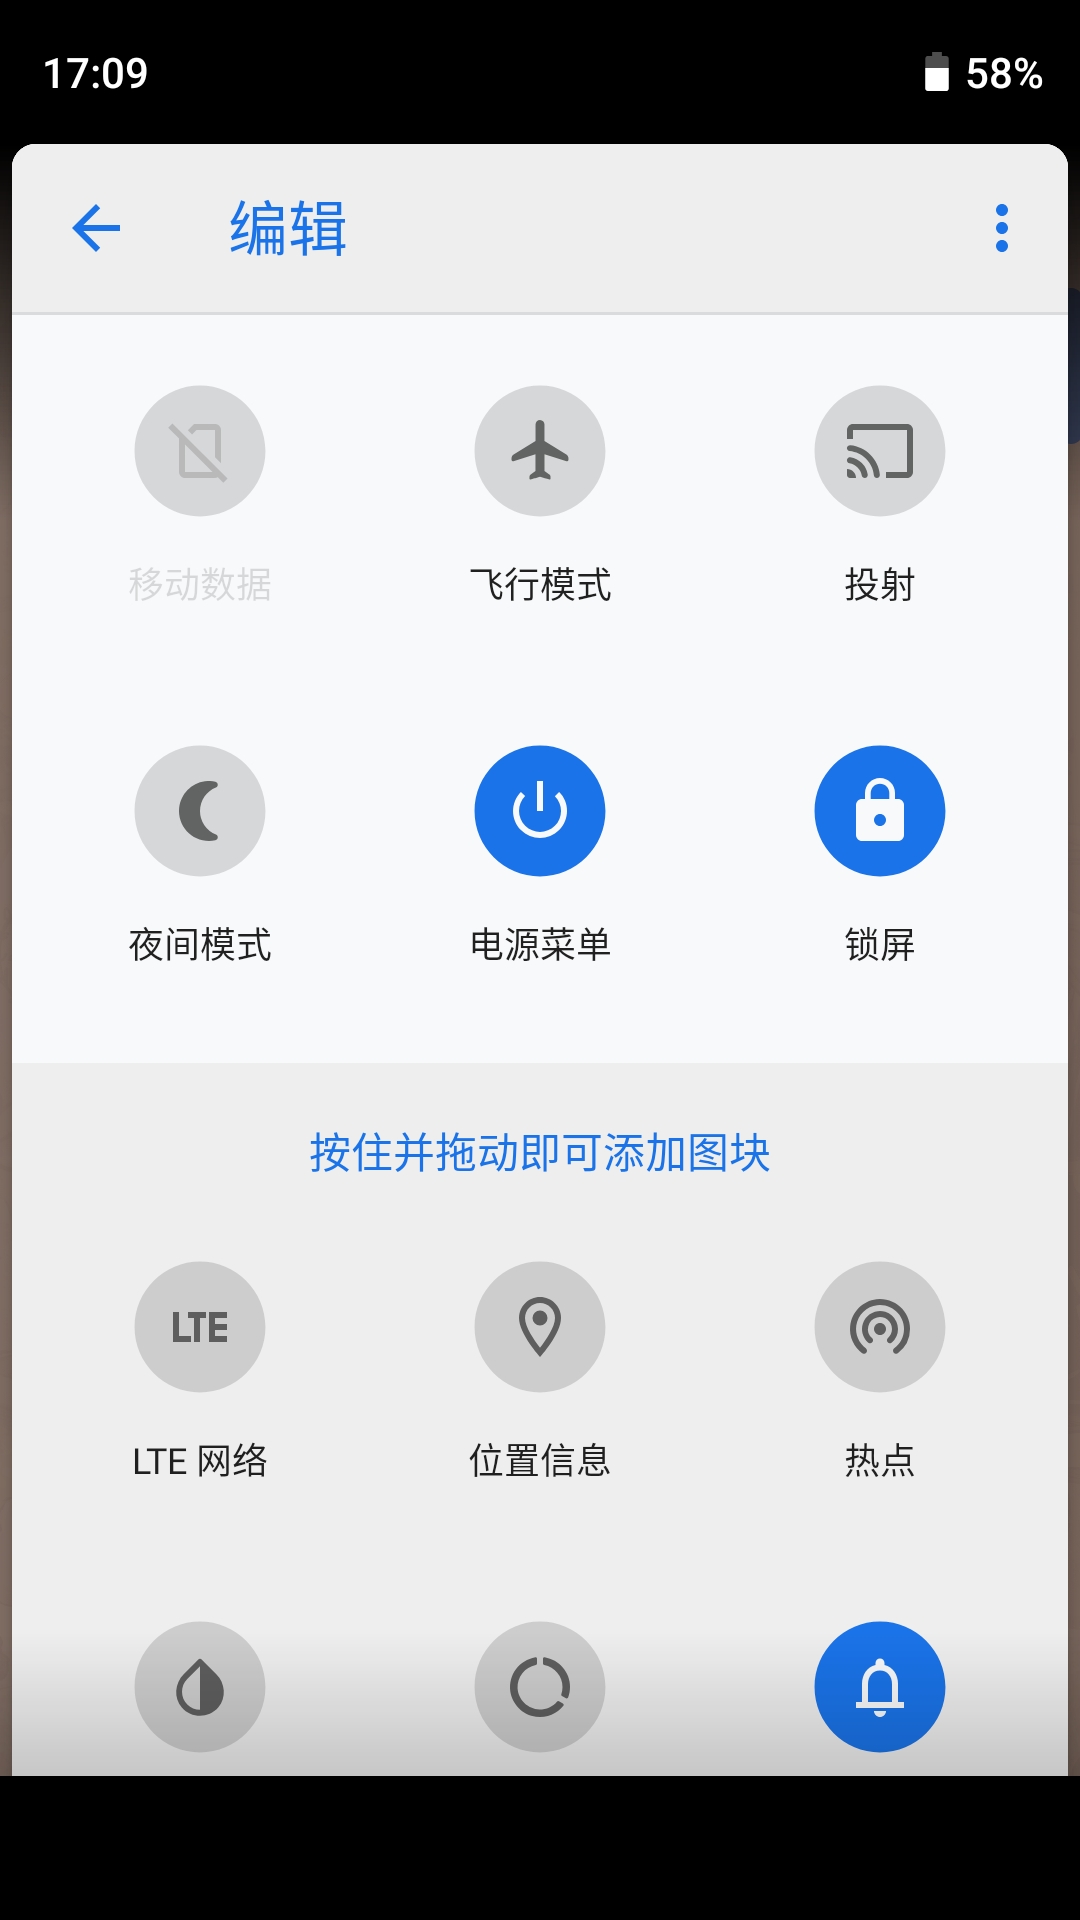 17:09 58%
编辑
移动数据 飞行模式 投射
夜间模式 电源菜单 锁屏
按住并拖动即可添加图块
LTE
LTE 网络 位置信息 热点